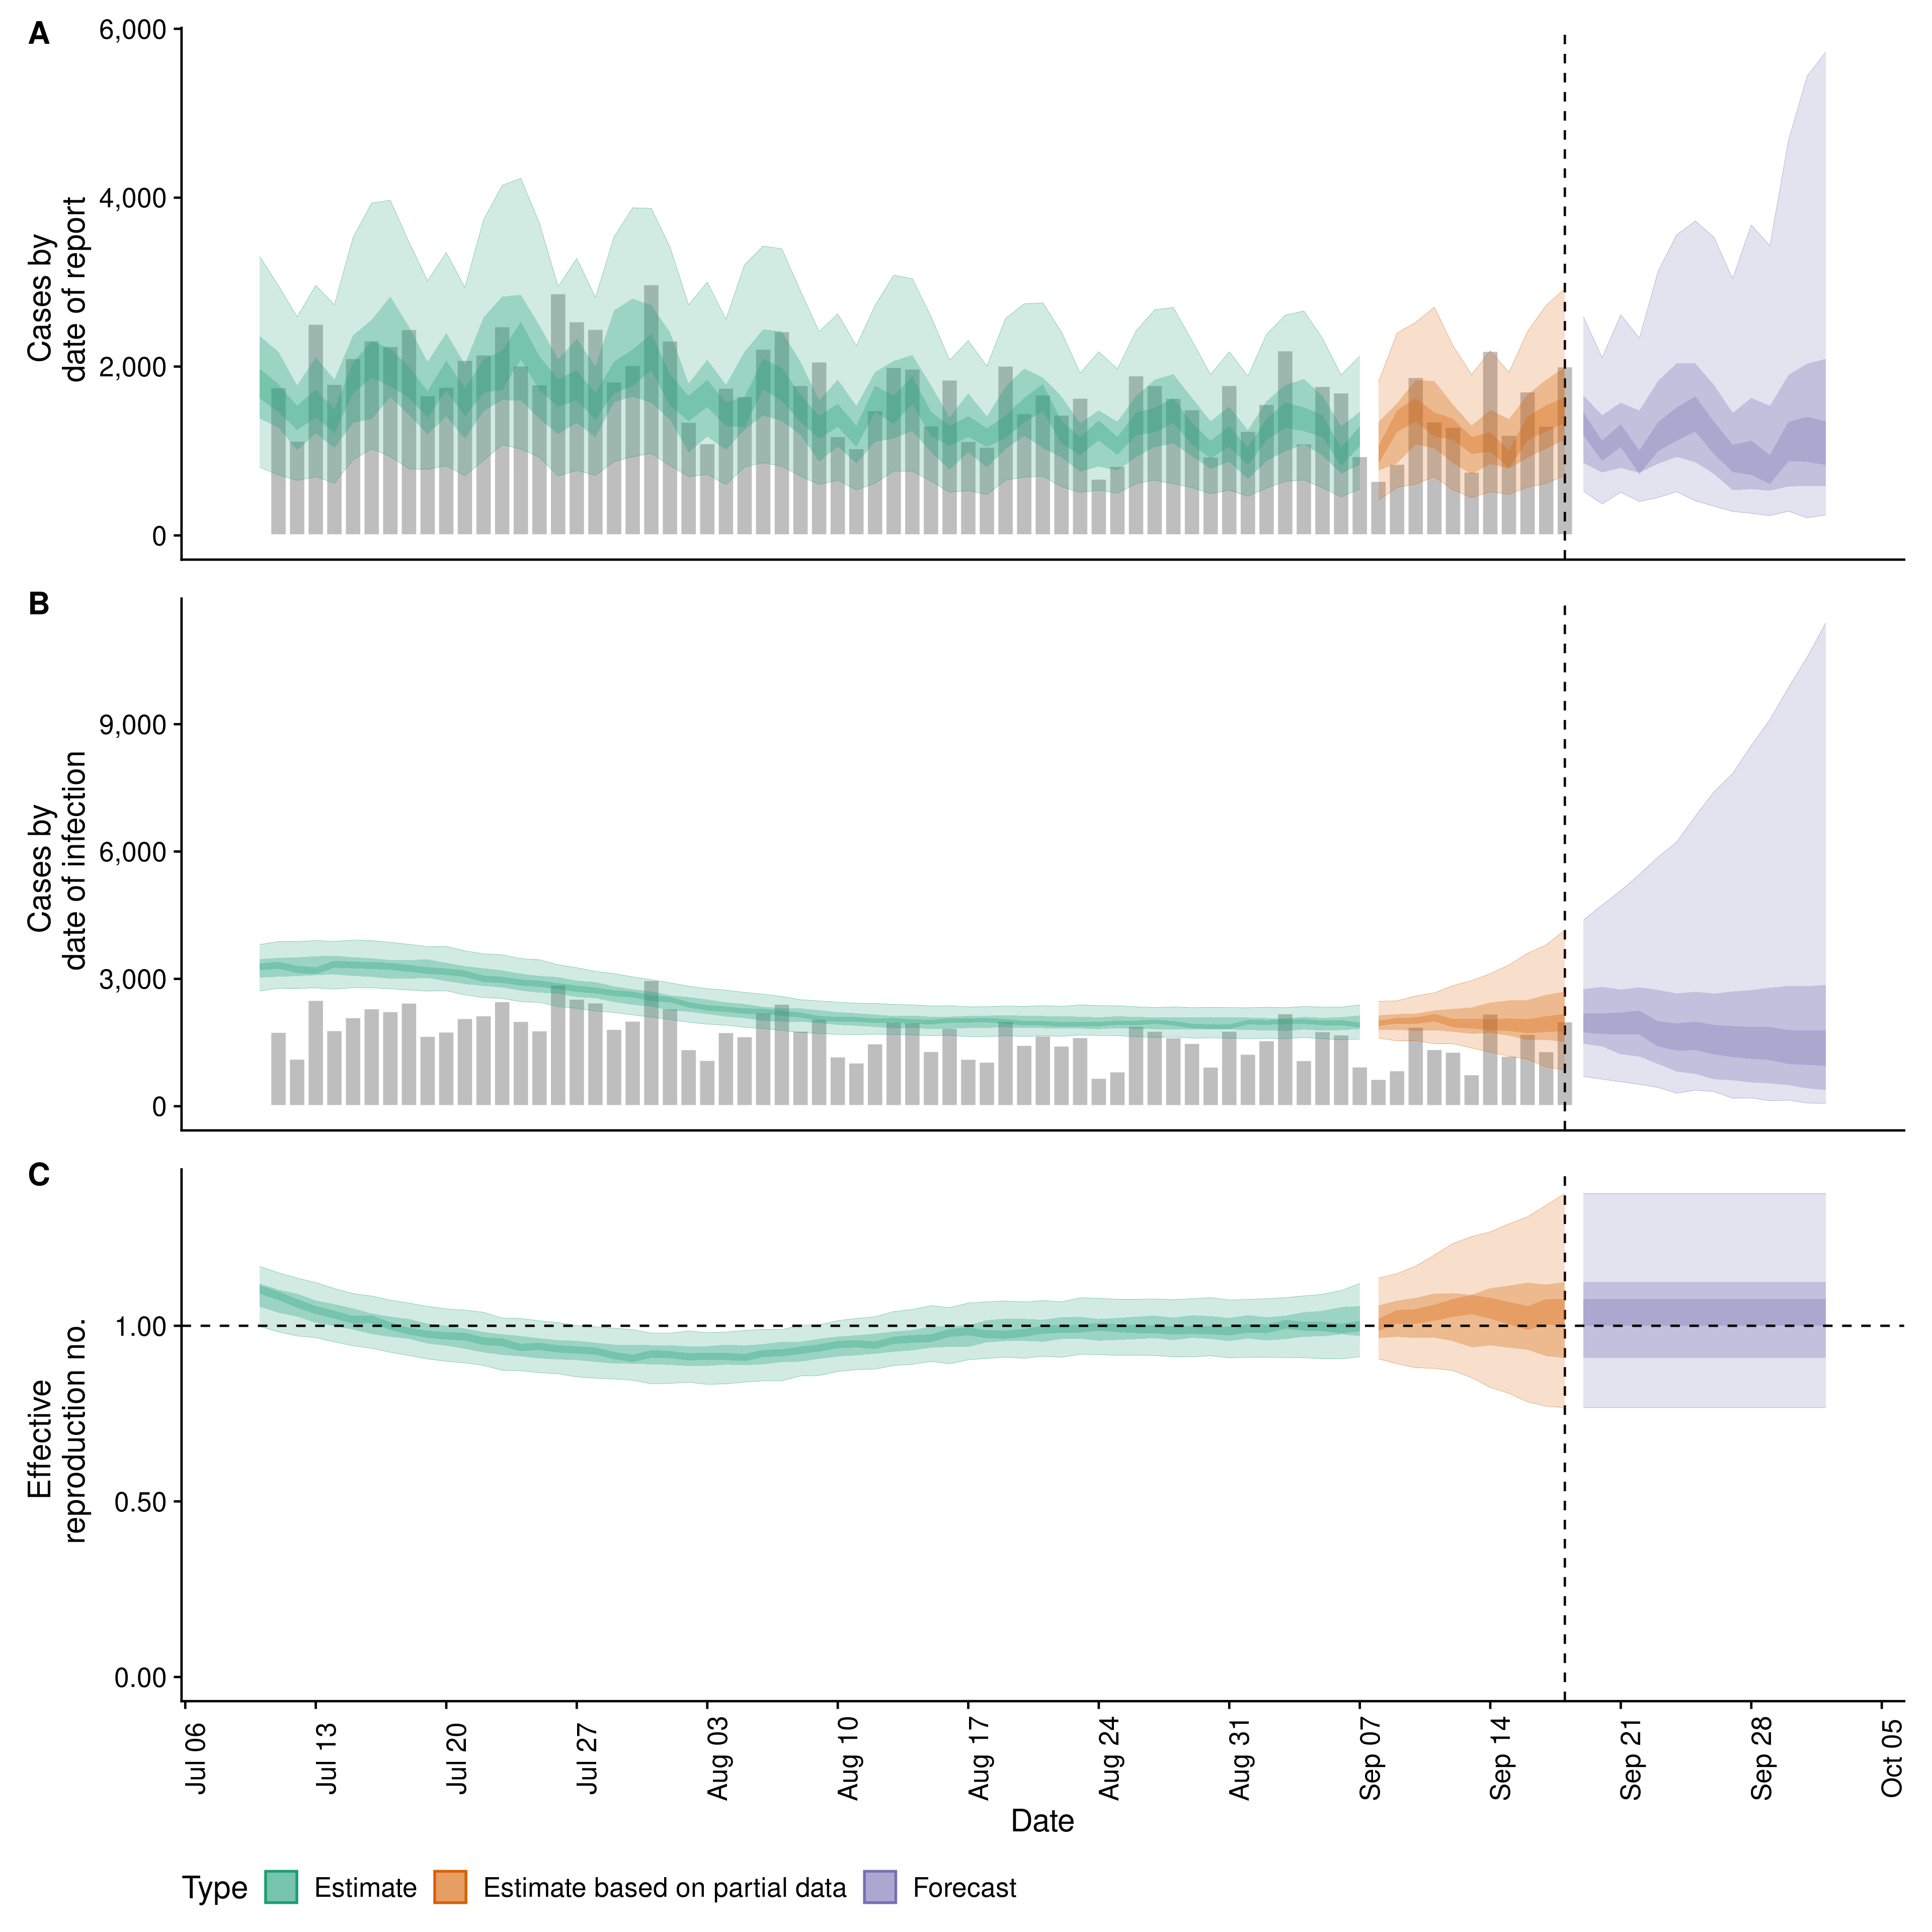 A
6,000
4,000
2,000
0
Cases by
date of report
B
9,000
6,000
3,000
0
Cases by
date of infection
C
1.00
0.50
0.00
Effective
reproduction no.
Jul 06
Jul 13
Jul 20
Jul 27
Aug 03
Aug 10
Aug 17
Aug 24
Aug 31
Sep 07
Sep 14
Sep 21
Sep 28
Oct 05
Date
Type
Estimate
Estimate based on partial data
Forecast